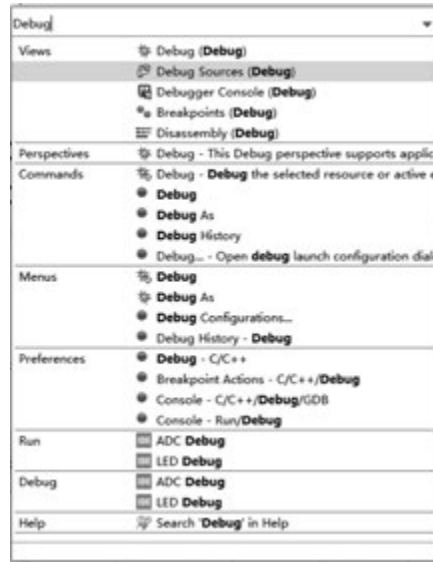 Debug
Views Debug (Debug)
Debug Sources (Debug)
Debugger Console (Debug)
Breakpoints (Debug)
Disassembly (Debug)
Perspectives Debug - This Debug perspective supports applic
Commands Debug - Debug the selected resource or active e
Debug
Debug As
Debug History
Debug... - Open debug launch configuration dial
Menus Debug
Debug As
Debug Configurations...
Debug History - Debug
Preferences Debug - C/C++
Breakpoint Actions - C/C++/Debug
Console - C/C++/Debug/GDB
Console - Run/Debug
Run ADC Debug
LED Debug
Debug ADC Debug
LED Debug
Help Search 'Debug' in Help